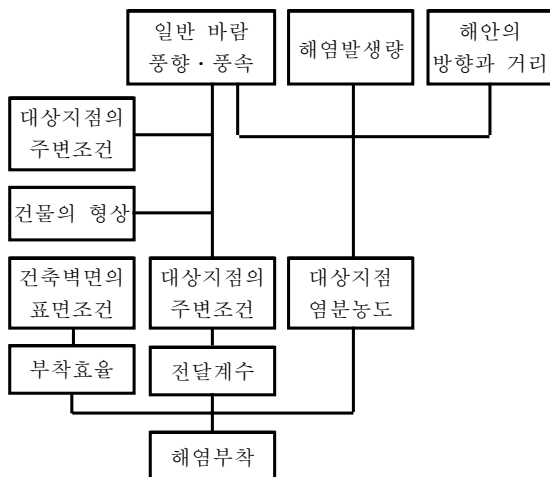 일반 바람
풍향·풍속
해염발생량
해안의
방향과 거리
대상지점의
주변조건
건물의 형상
건축벽면의
표면조건
대상지점의
주변조건
대상지점
염분농도
부착효율
전달계수
해염부착